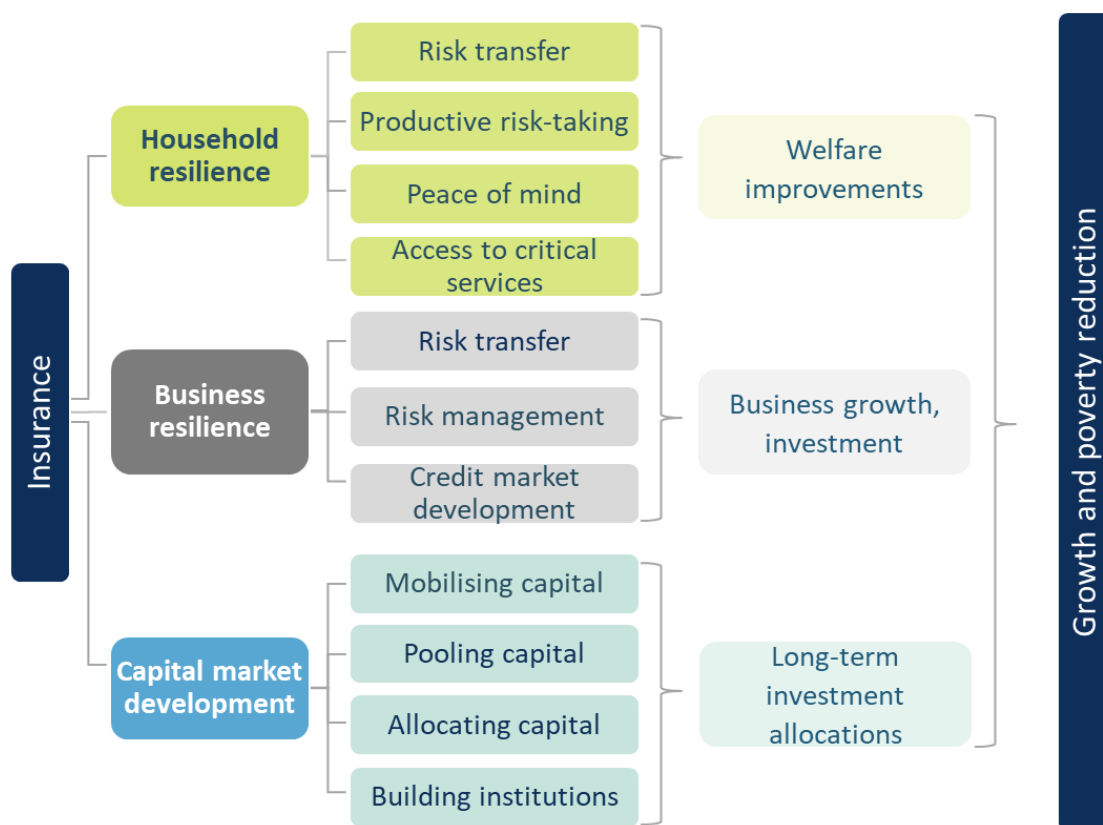 Insurance
Household
resilience
Risk transfer
Productive risk-taking
Peace of mind
Access to critical
services
Welfare
improvements
Business
resilience
Risk transfer
Risk management
Credit market
development
Business growth,
investment
Capital market
development
Mobilising capital
Pooling capital
Allocating capital
Building institutions
Long-term
investment
allocations
Growth and poverty reduction